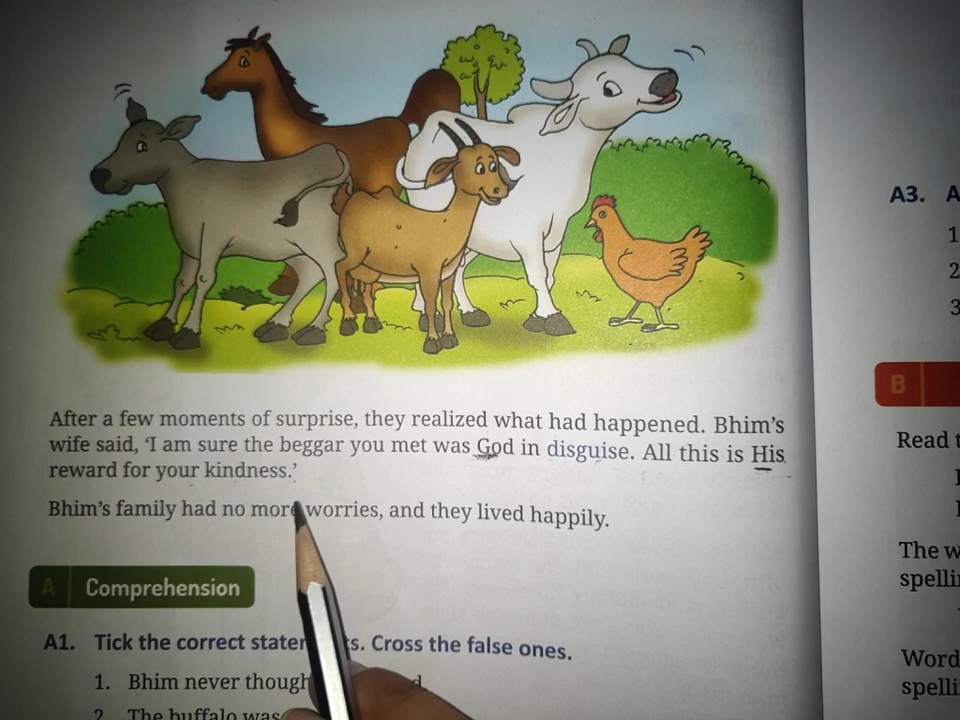 After a few moments of surprise, they realized what had happened. Bhim's
wife said, 'I am sure the beggar you met was God in disguise. All this is His
reward for your kindness.'
Bhim's family had no more worries, and they lived happily.
A Comprehension
A1. Tick the correct statements. Cross the false ones.
1. Bhim never
2. The buffalo was
A3. A
1
2
3
B
Read
The
Word